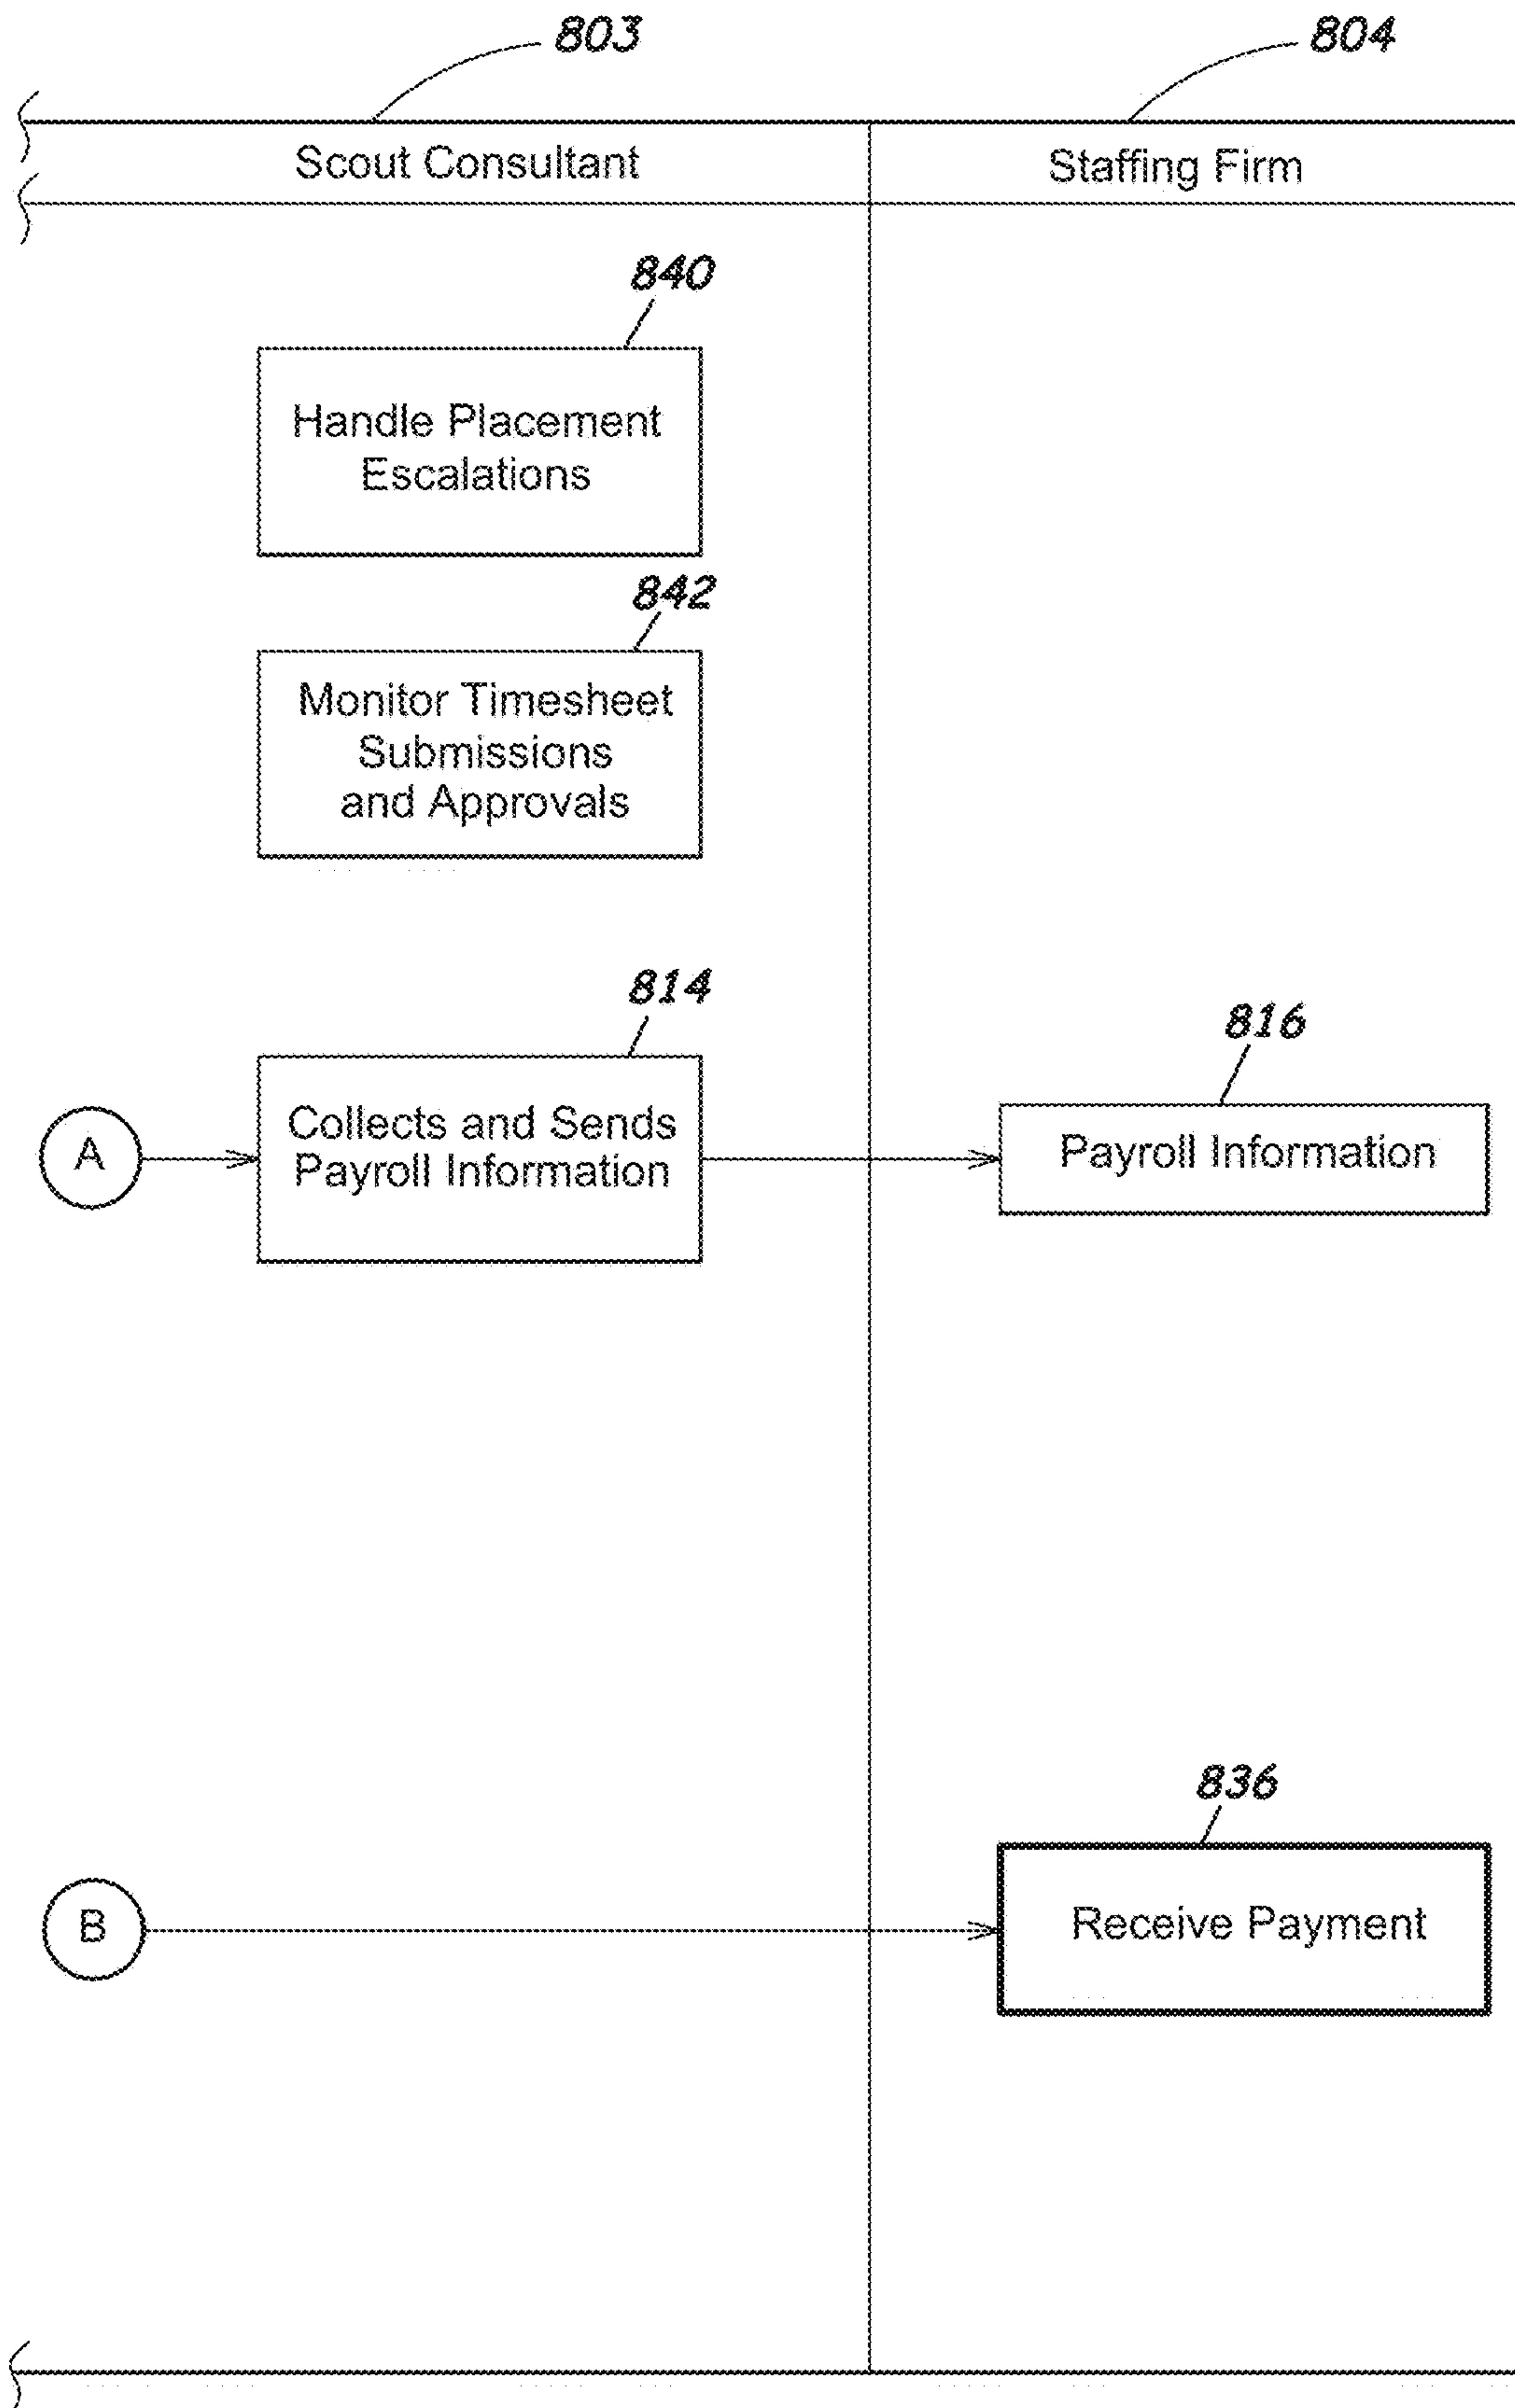 803
804
Scout Consultant
Staffing Firm
840
Handle Placement
Escalations
842
Monitor Timesheet
Submissions
and Approvals
814
816
A
Collects and Sends
Payroll Information
Payroll Information
836
B
Receive Payment